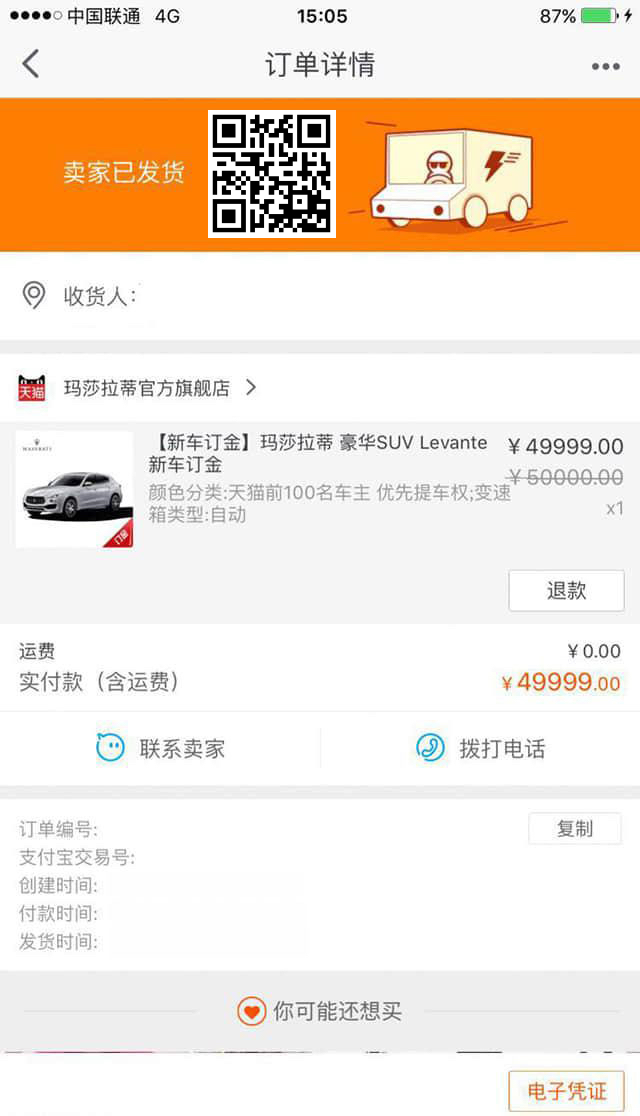 中国联通 4G 15:05 87%
订单详情
卖家已发货
收货人:
天猫 玛莎拉蒂官方旗舰店
MASERATI
【新车订金】玛莎拉蒂 豪华SUV Levante ￥49999.00
新车订金 ￥50000.00
颜色分类:天猫前100名车主 优先提车权;变速
箱类型:自动 x1
订金
退款
运费 ￥0.00
实付款（含运费） ￥49999.00
联系卖家 拨打电话
订单编号: 复制
支付宝交易号:
创建时间:
付款时间:
发货时间:
你可能还想买
电子凭证